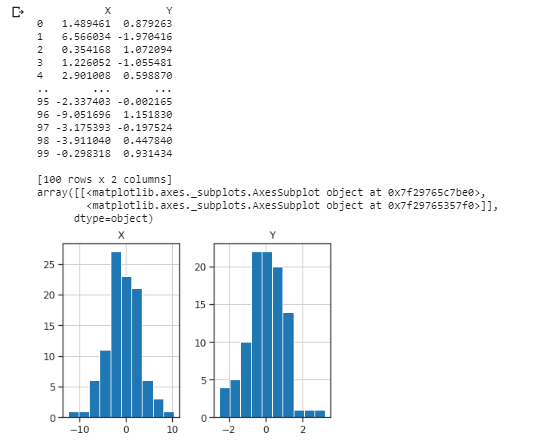 X Y
0 1.489461 0.879263
1 6.566034 -1.970416
2 0.354168 1.072094
3 1.226052 -1.055481
4 2.901008 0.598870
.. ... ...
95 -2.337403 -0.002165
96 -9.051696 1.151830
97 -3.175393 -0.197524
98 -3.911040 0.447840
99 -0.298318 0.931434
[100 rows x 2 columns]
array([[<matplotlib.axes._subplots.AxesSubplot object at 0x7f29765c7be0>,
<matplotlib.axes._subplots.AxesSubplot object at 0x7f29765357f0>]],
dtype=object)
X Y
25
20
15
10
5
0
−10 0 10
20
15
10
5
0
−2 0 2